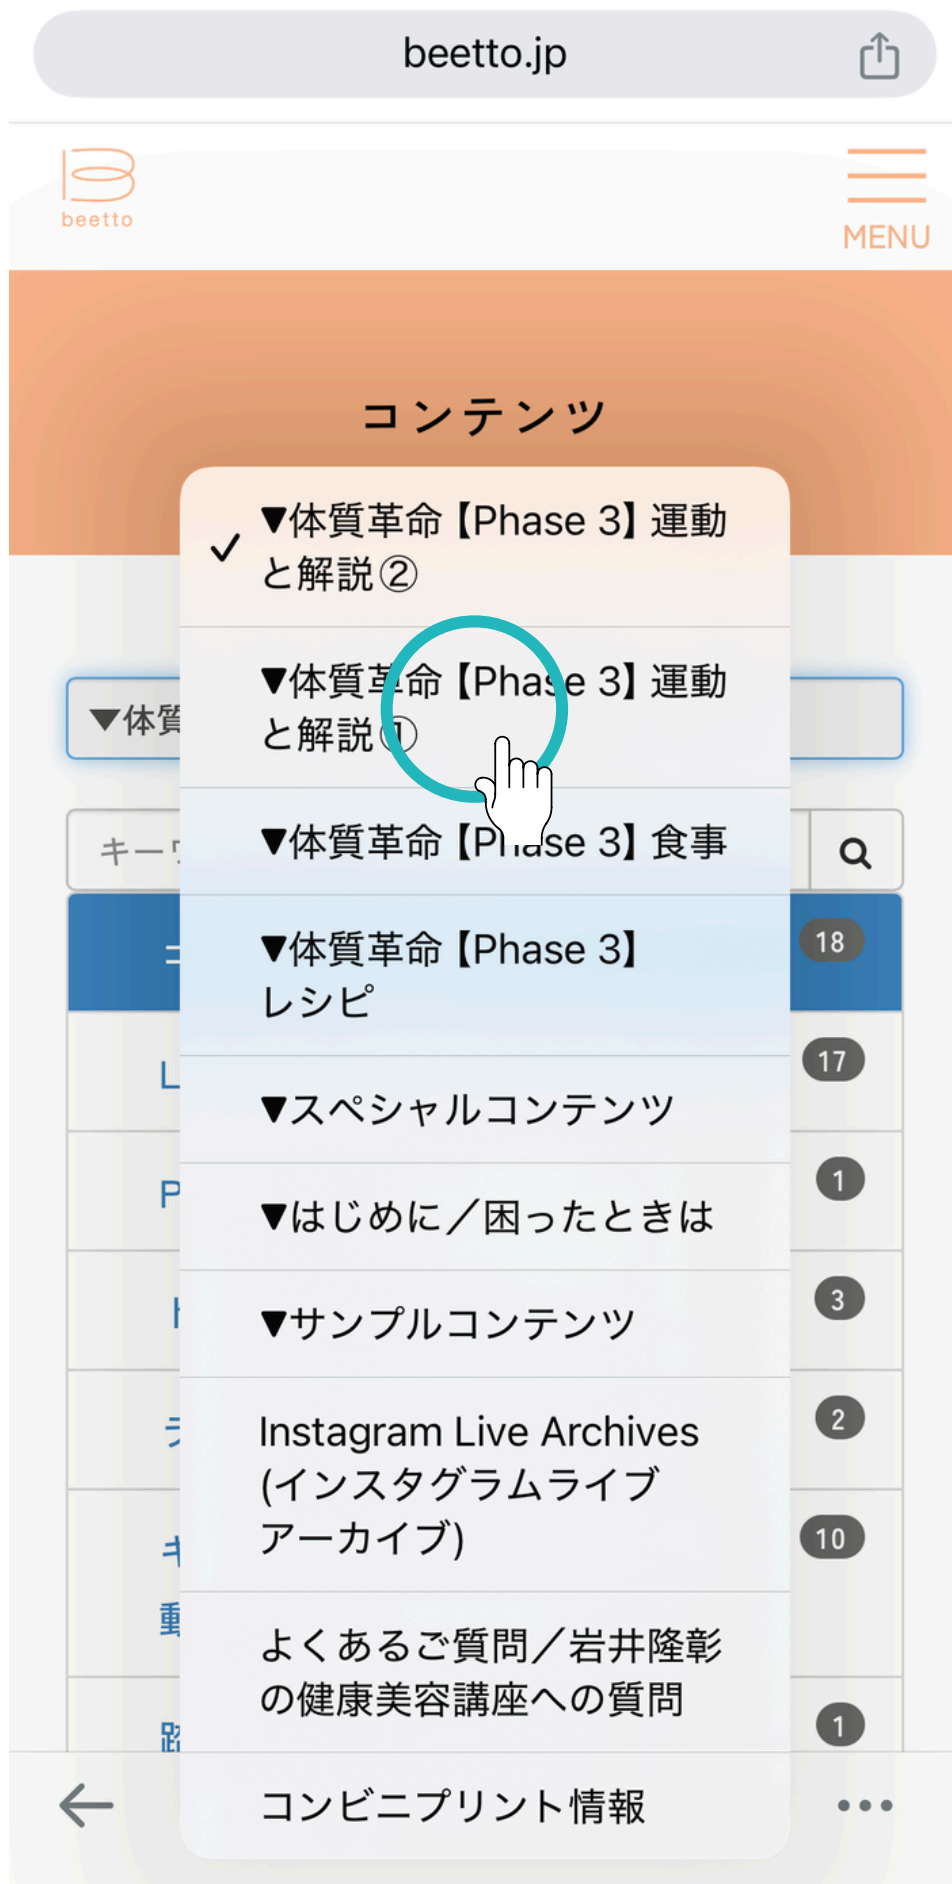 beetto.jp
beetto
MENU
コンテンツ
▼体質革命【Phase 3】運動
と解説②
▼体質革命【Phase 3】運動
と解説①
▼体質
▼体質革命【Phase 3】食事
キーワ
▼体質革命【Phase 3】
レシピ
18
17
▼スペシャルコンテンツ
1
▼はじめに／困ったときは
3
▼サンプルコンテンツ
2
Instagram Live Archives
(インスタグラムライブ
アーカイブ)
10
よくあるご質問／岩井隆彰
の健康美容講座への質問
1
コンビニプリント情報